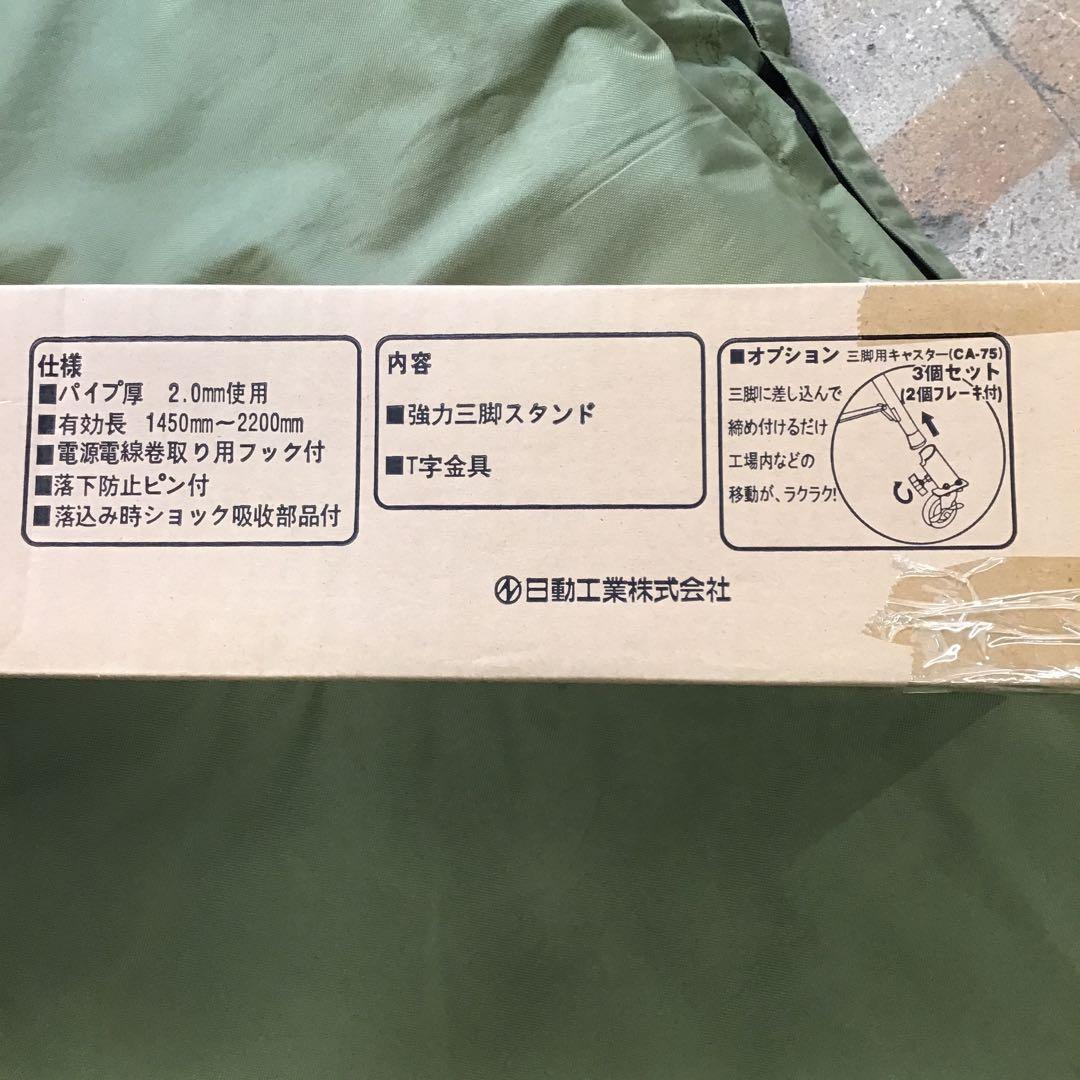 仕様
■パイプ厚 2.0mm使用
■有効長 1450mm～2200mm
■電源電線巻取り用フック付
■落下防止ピン付
■落込み時ショック吸収部品付
内容
■強力三脚スタンド
■T字金具
■オプション 三脚用キャスター(CA-75)
3個セット
(2個ブレーキ付)
三脚に差し込んで
締め付けるだけ
工場内などの
移動が、ラクラク!
日動工業株式会社